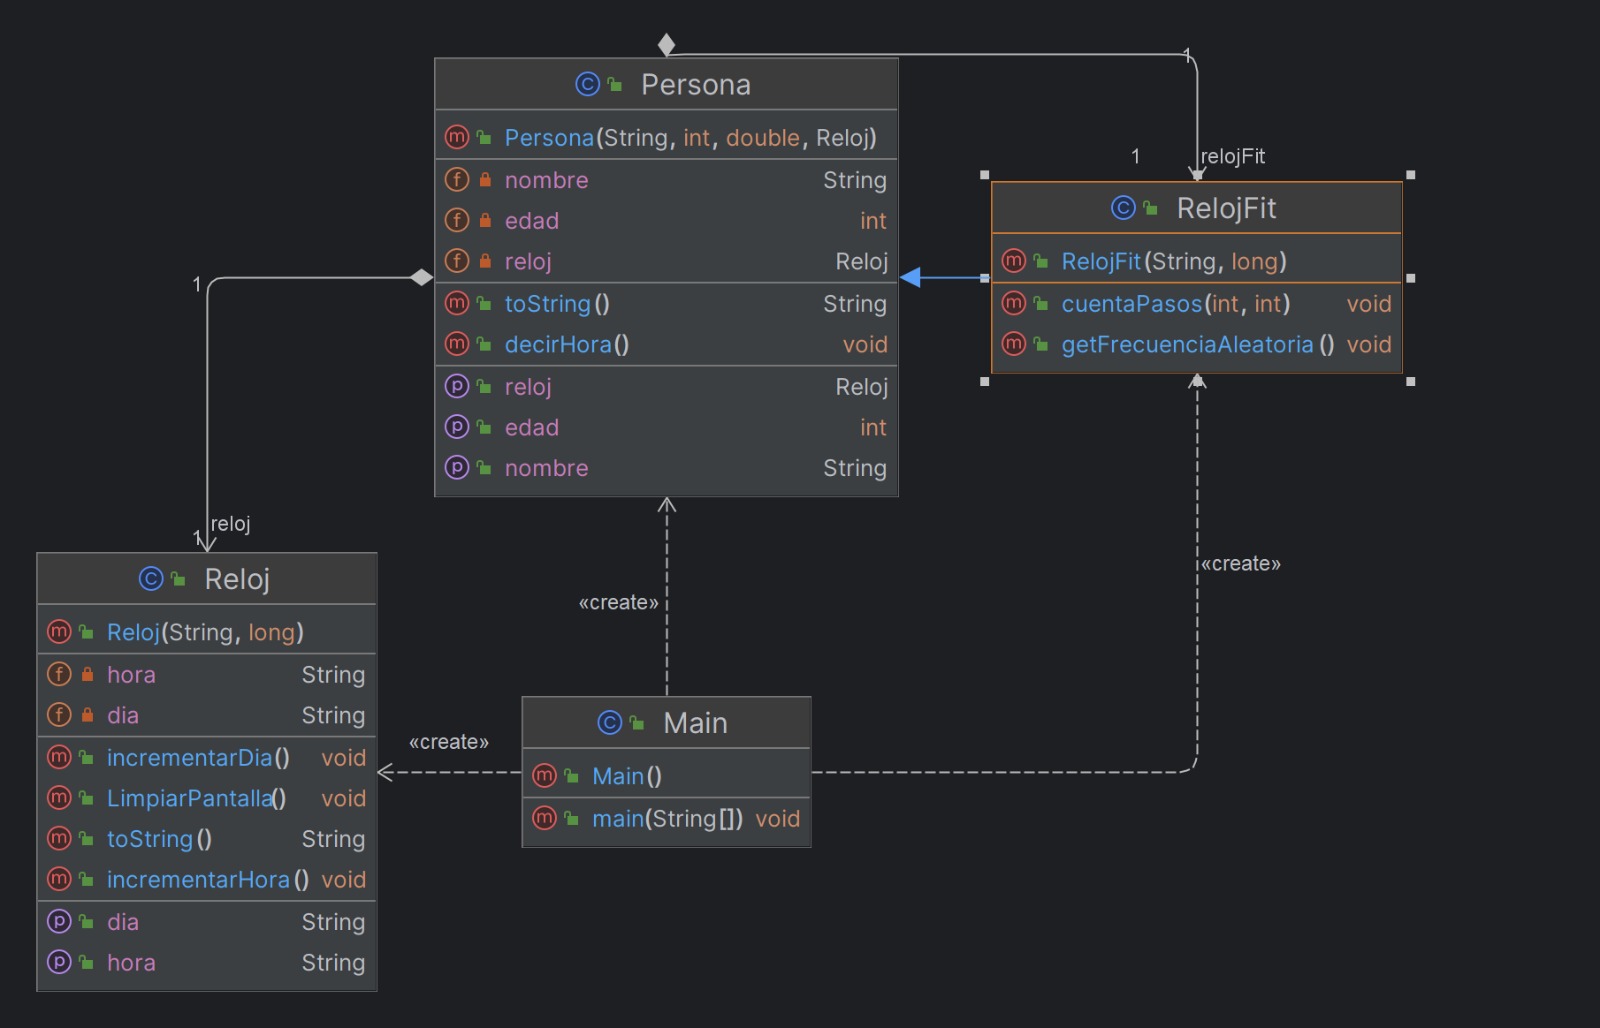 1
Persona
Persona(String, int, double, Reloj)
nombre String
edad int
reloj Reloj
toString() String
decirHora() void
reloj Reloj
edad int
nombre String
1 relojFit
RelojFit
RelojFit(String, long)
cuentaPasos(int, int) void
getFrecuenciaAleatoria() void
1
1 reloj
Reloj
Reloj(String, long)
hora String
dia String
incrementarDia() void
LimpiarPantalla() void
toString() String
incrementarHora() void
dia String
hora String
«create»
«create»
«create»
Main
Main()
main(String[]) void